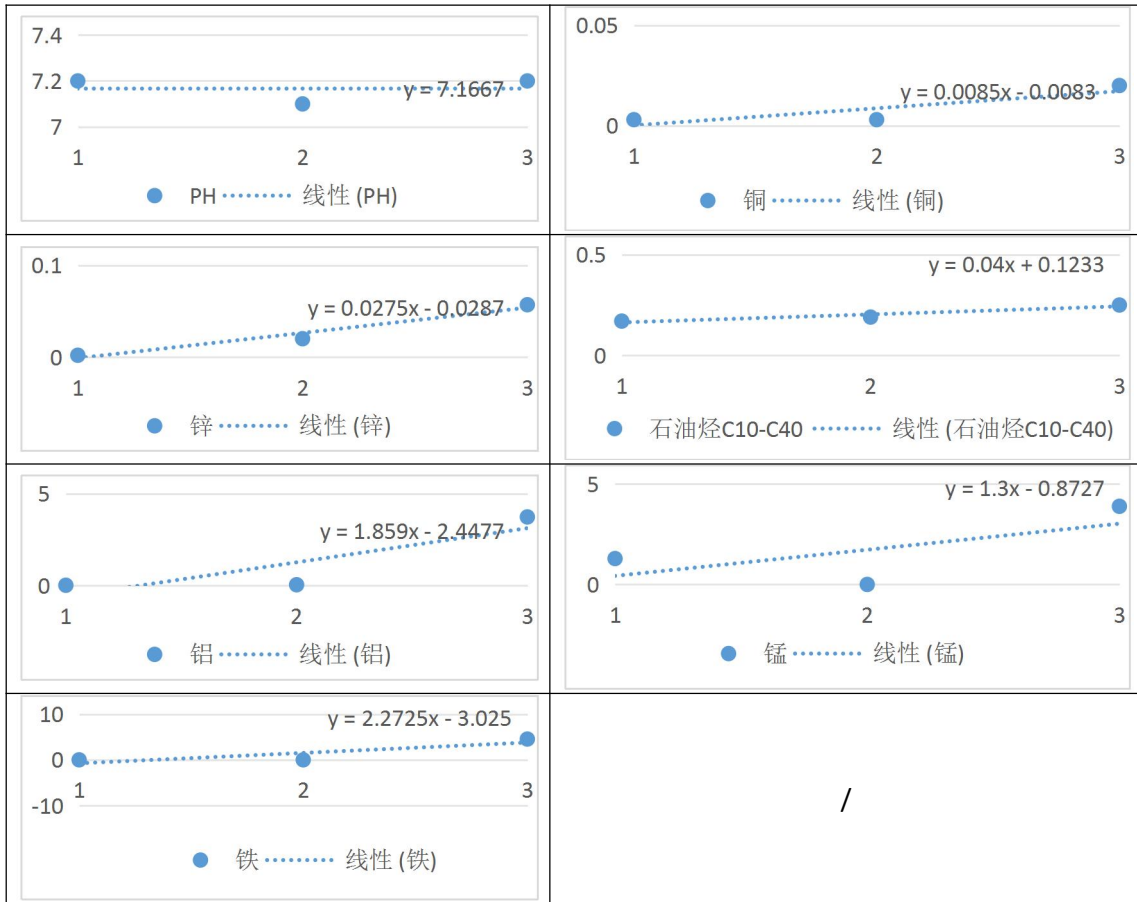 7.4
7.2
7
y = 7.1667
1 2 3
PH 线性 (PH)
0.05
0
y = 0.0085x - 0.0083
1 2 3
铜 线性 (铜)
0.1
0
y = 0.0275x - 0.0287
1 2 3
锌 线性 (锌)
0.5
0
y = 0.04x + 0.1233
1 2 3
石油烃C10-C40 线性 (石油烃C10-C40)
5
0
y = 1.859x - 2.4477
1 2 3
铝 线性 (铝)
5
0
y = 1.3x - 0.8727
1 2 3
锰 线性 (锰)
10
0
-10
y = 2.2725x - 3.025
1 2 3
铁 线性 (铁)
/